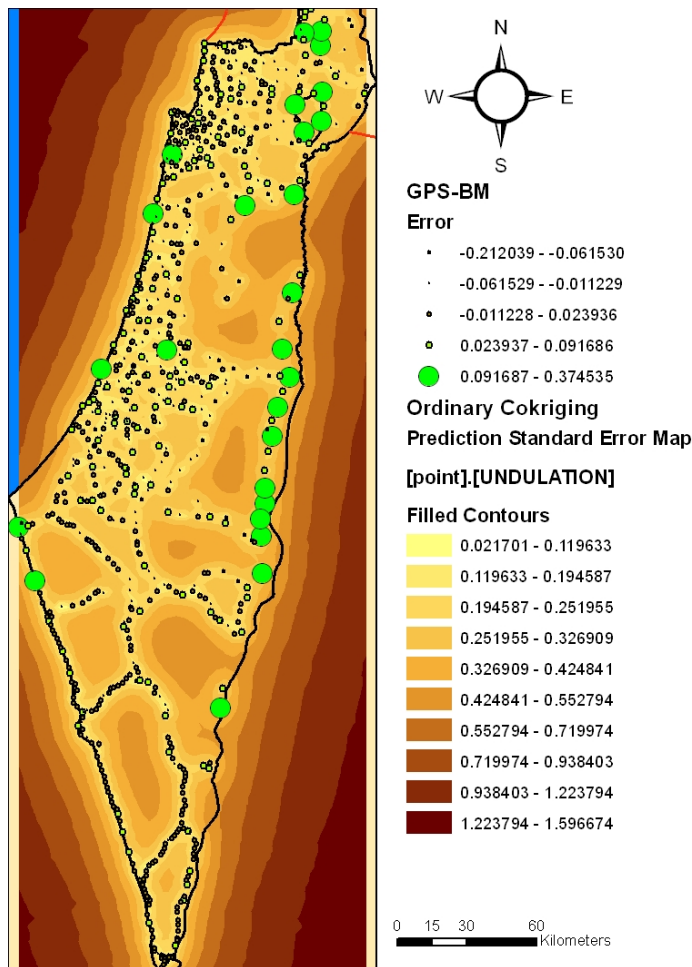 N
W E
S
GPS-BM
Error
-0.212039 - -0.061530
-0.061529 - -0.011229
-0.011228 - 0.023936
0.023937 - 0.091686
0.091687 - 0.374535
Ordinary Cokriging
Prediction Standard Error Map
[point].[UNDULATION]
Filled Contours
0.021701 - 0.119633
0.119633 - 0.194587
0.194587 - 0.251955
0.251955 - 0.326909
0.326909 - 0.424841
0.424841 - 0.552794
0.552794 - 0.719974
0.719974 - 0.938403
0.938403 - 1.223794
1.223794 - 1.596674
0 15 30 60
Kilometers